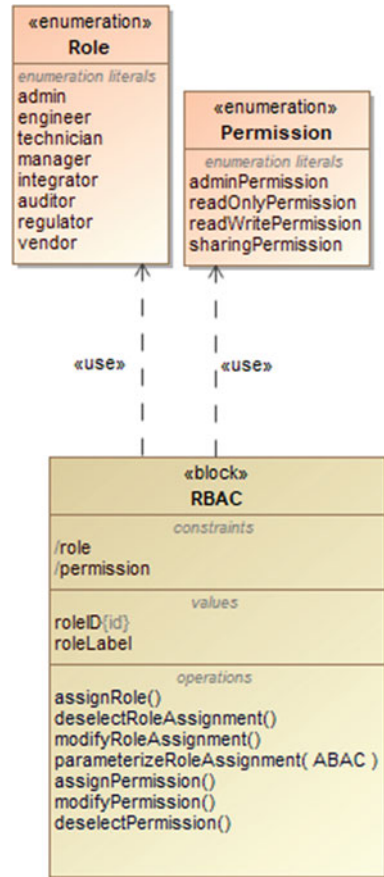 «enumeration»
Role
enumeration literals
admin
engineer
technician
manager
integrator
auditor
regulator
vendor
«enumeration»
Permission
enumeration literals
adminPermission
readOnlyPermission
readWritePermission
sharingPermission
«use»
«use»
«block»
RBAC
constraints
/role
/permission
values
roleID{id}
roleLabel
operations
assignRole()
deselectRoleAssignment()
modifyRoleAssignment()
parameterizeRoleAssignment( ABAC )
assignPermission()
modifyPermission()
deselectPermission()